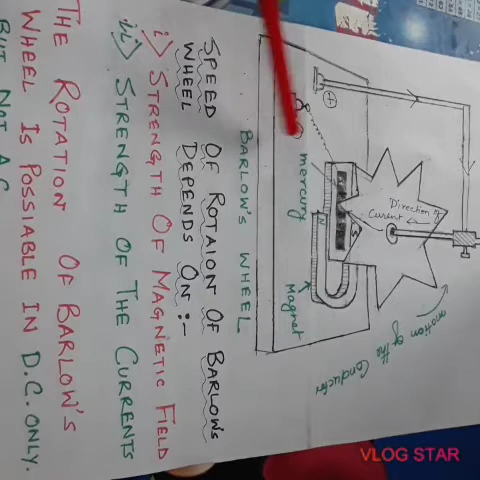 Direction of
Current
motion of the Conductor
mercury
N
S
Magnet
BARLOW'S WHEEL
SPEED OF ROTAION OF BARLOW'S
WHEEL DEPENDS ON :-
i) STRENGTH OF MAGNETIC FIELD
ii) STRENGTH OF THE CURRENTS
THE ROTATION OF BARLOW'S
WHEEL IS POSSIABLE IN D.C. ONLY.
BUT NOT A.C
VLOG STAR